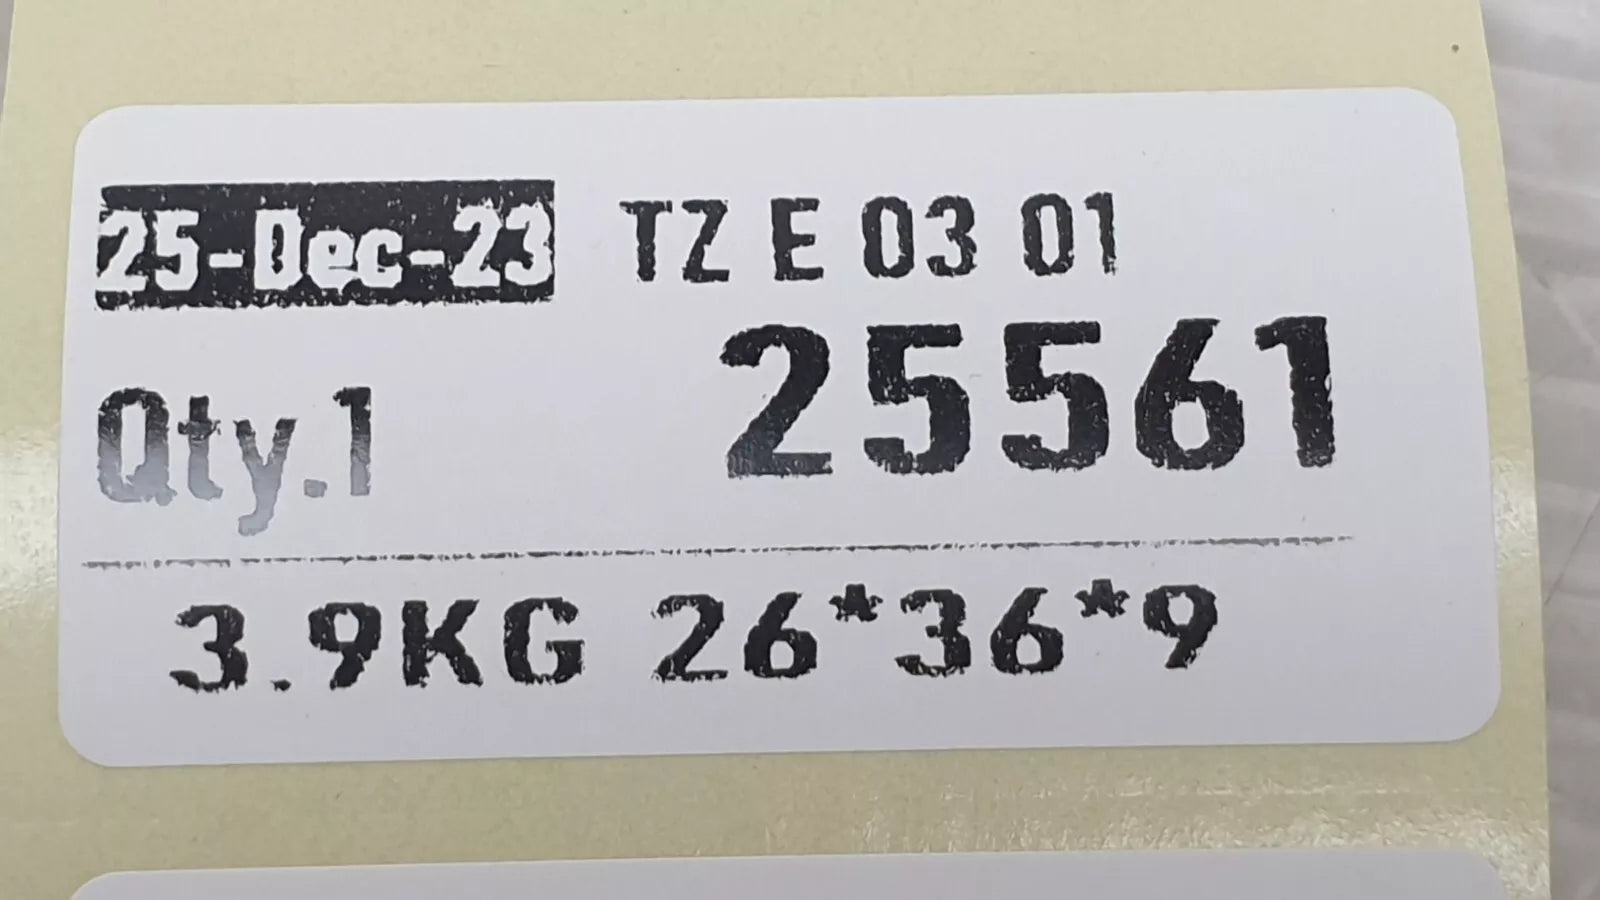 25-Dec-23 TZ E 03 01
Qty.1 25561
3.9KG 26*36*9